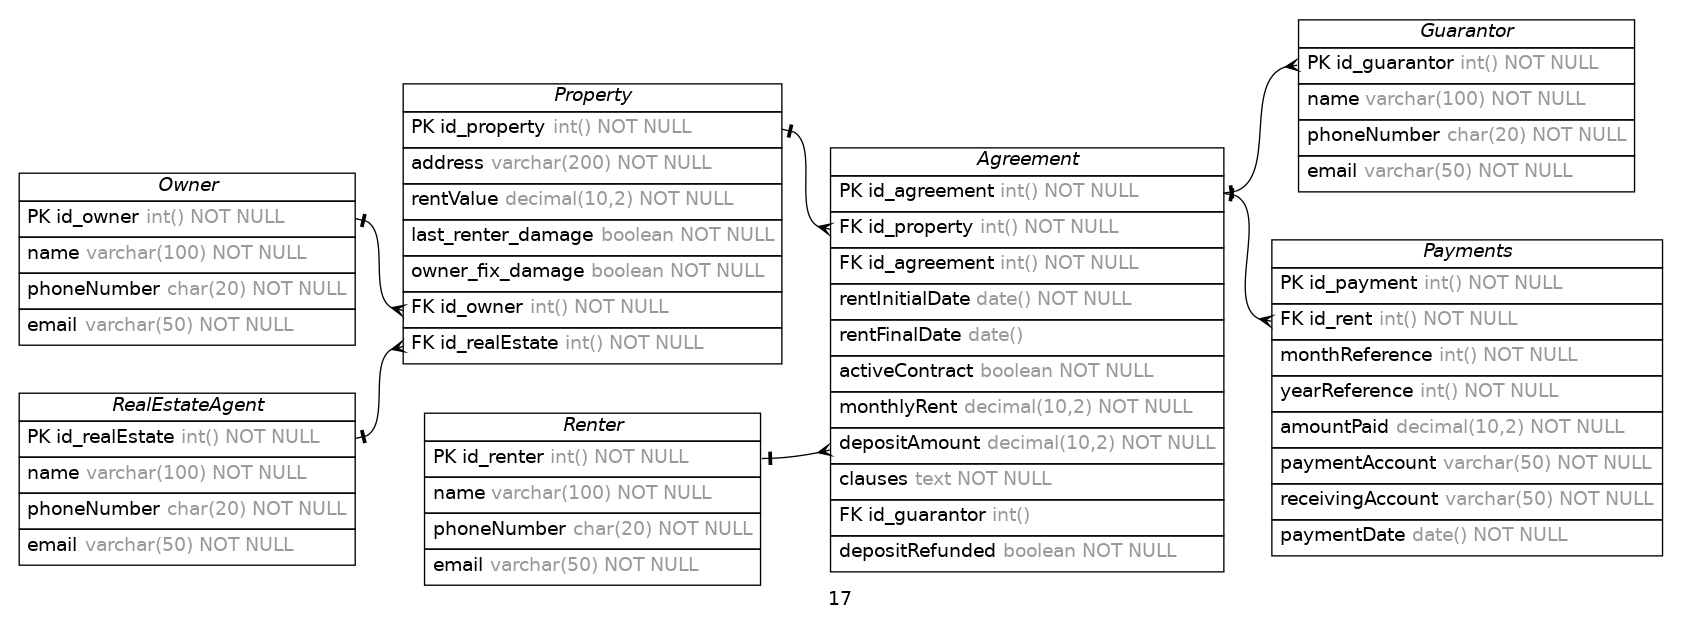 Owner
PK id_owner int() NOT NULL
name varchar(100) NOT NULL
phoneNumber char(20) NOT NULL
email varchar(50) NOT NULL
RealEstateAgent
PK id_realEstate int() NOT NULL
name varchar(100) NOT NULL
phoneNumber char(20) NOT NULL
email varchar(50) NOT NULL
Property
PK id_property int() NOT NULL
address varchar(200) NOT NULL
rentValue decimal(10,2) NOT NULL
last_renter_damage boolean NOT NULL
owner_fix_damage boolean NOT NULL
FK id_owner int() NOT NULL
FK id_realEstate int() NOT NULL
Renter
PK id_renter int() NOT NULL
name varchar(100) NOT NULL
phoneNumber char(20) NOT NULL
email varchar(50) NOT NULL
Agreement
PK id_agreement int() NOT NULL
FK id_property int() NOT NULL
FK id_agreement int() NOT NULL
rentInitialDate date() NOT NULL
rentFinalDate date()
activeContract boolean NOT NULL
monthlyRent decimal(10,2) NOT NULL
depositAmount decimal(10,2) NOT NULL
clauses text NOT NULL
FK id_guarantor int()
depositRefunded boolean NOT NULL
Guarantor
PK id_guarantor int() NOT NULL
name varchar(100) NOT NULL
phoneNumber char(20) NOT NULL
email varchar(50) NOT NULL
Payments
PK id_payment int() NOT NULL
FK id_rent int() NOT NULL
monthReference int() NOT NULL
yearReference int() NOT NULL
amountPaid decimal(10,2) NOT NULL
paymentAccount varchar(50) NOT NULL
receivingAccount varchar(50) NOT NULL
paymentDate date() NOT NULL
17